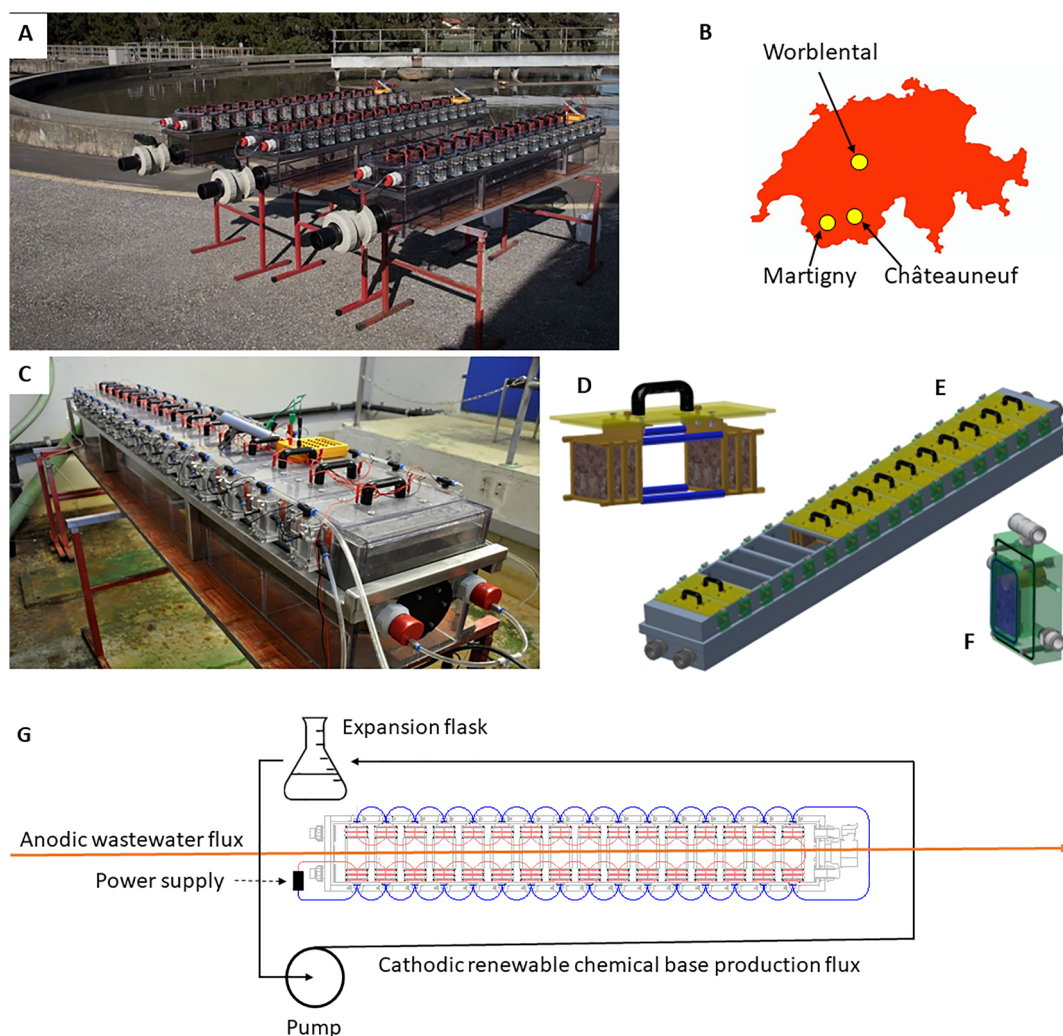 A
B
Worblental
Martigny
Châteauneuf
C
D
E
F
G
Expansion flask
Anodic wastewater flux
Power supply
Cathodic renewable chemical base production flux
Pump